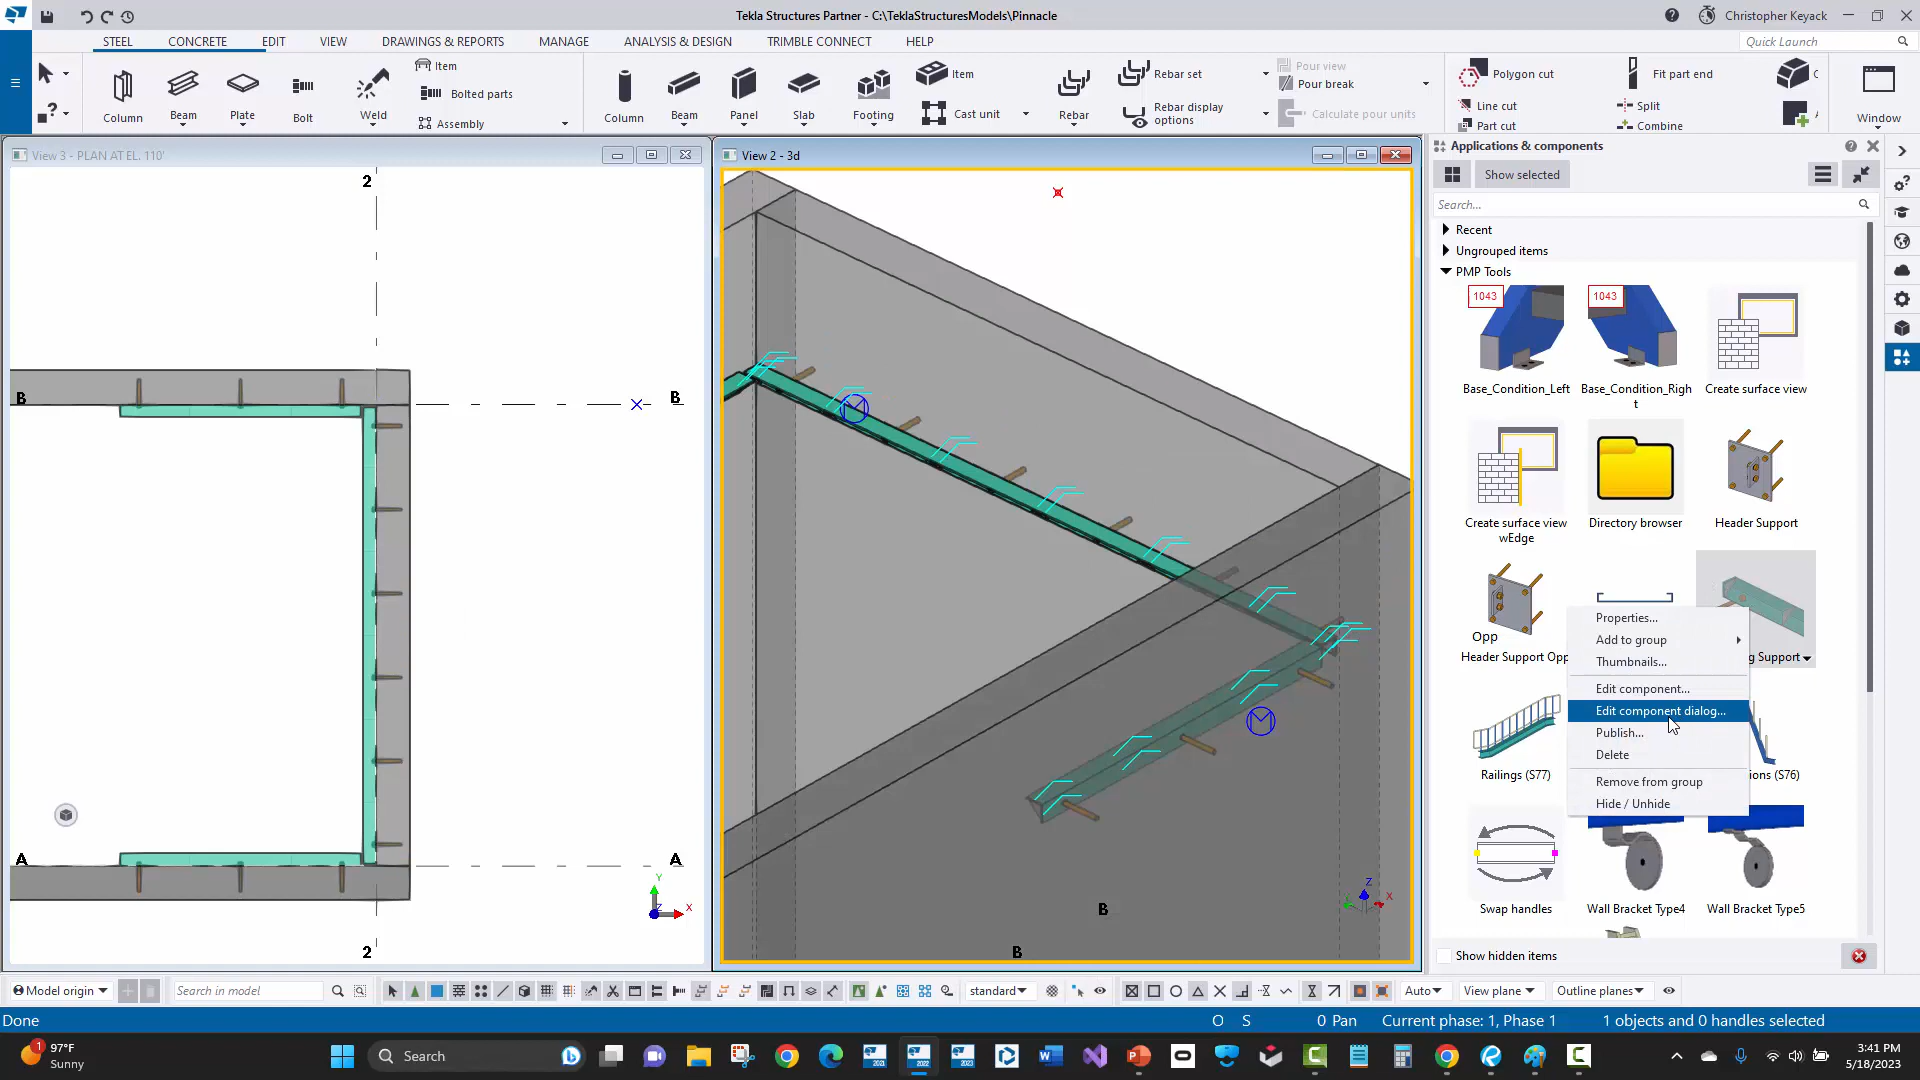 Tekla Structures Partner - C:\TeklaStructuresModels\Pinnacle
Christopher Keyack
STEEL CONCRETE EDIT VIEW DRAWINGS & REPORTS MANAGE ANALYSIS & DESIGN TRIMBLE CONNECT HELP
Quick Launch
Column
Beam
Plate
Bolt
Weld
Item
Bolted parts
Assembly
Column
Beam
Panel
Slab
Footing
Item
Cast unit
Rebar
Rebar set
Rebar display
options
Pour view
Pour break
Calculate pour units
Polygon cut
Line cut
Part cut
Fit part end
Split
Combine
Window
View 3 - PLAN AT EL. 110'
2
B
B
A
A
2
Y
Z
X
View 2 - 3d
B
B
Z
X
Applications & components
Show selected
Search...
Recent
Ungrouped items
PMP Tools
1043
1043
Base_Condition_Left
Base_Condition_Righ
t
Create surface view
Create surface view
wEdge
Directory browser
Header Support
Opp
Header Support Opp
g Support
Properties...
Add to group
Thumbnails...
Edit component...
Edit component dialog...
Publish...
Delete
Remove from group
Hide / Unhide
Railings (S77)
ions (S76)
Swap handles
Wall Bracket Type4
Wall Bracket Type5
Show hidden items
Model origin
Search in model
standard
Auto
View plane
Outline planes
Done
O S 0 Pan Current phase: 1, Phase 1 1 objects and 0 handles selected
1
97°F
Sunny
Search
2021
2022
2023
3:41 PM
5/18/2023